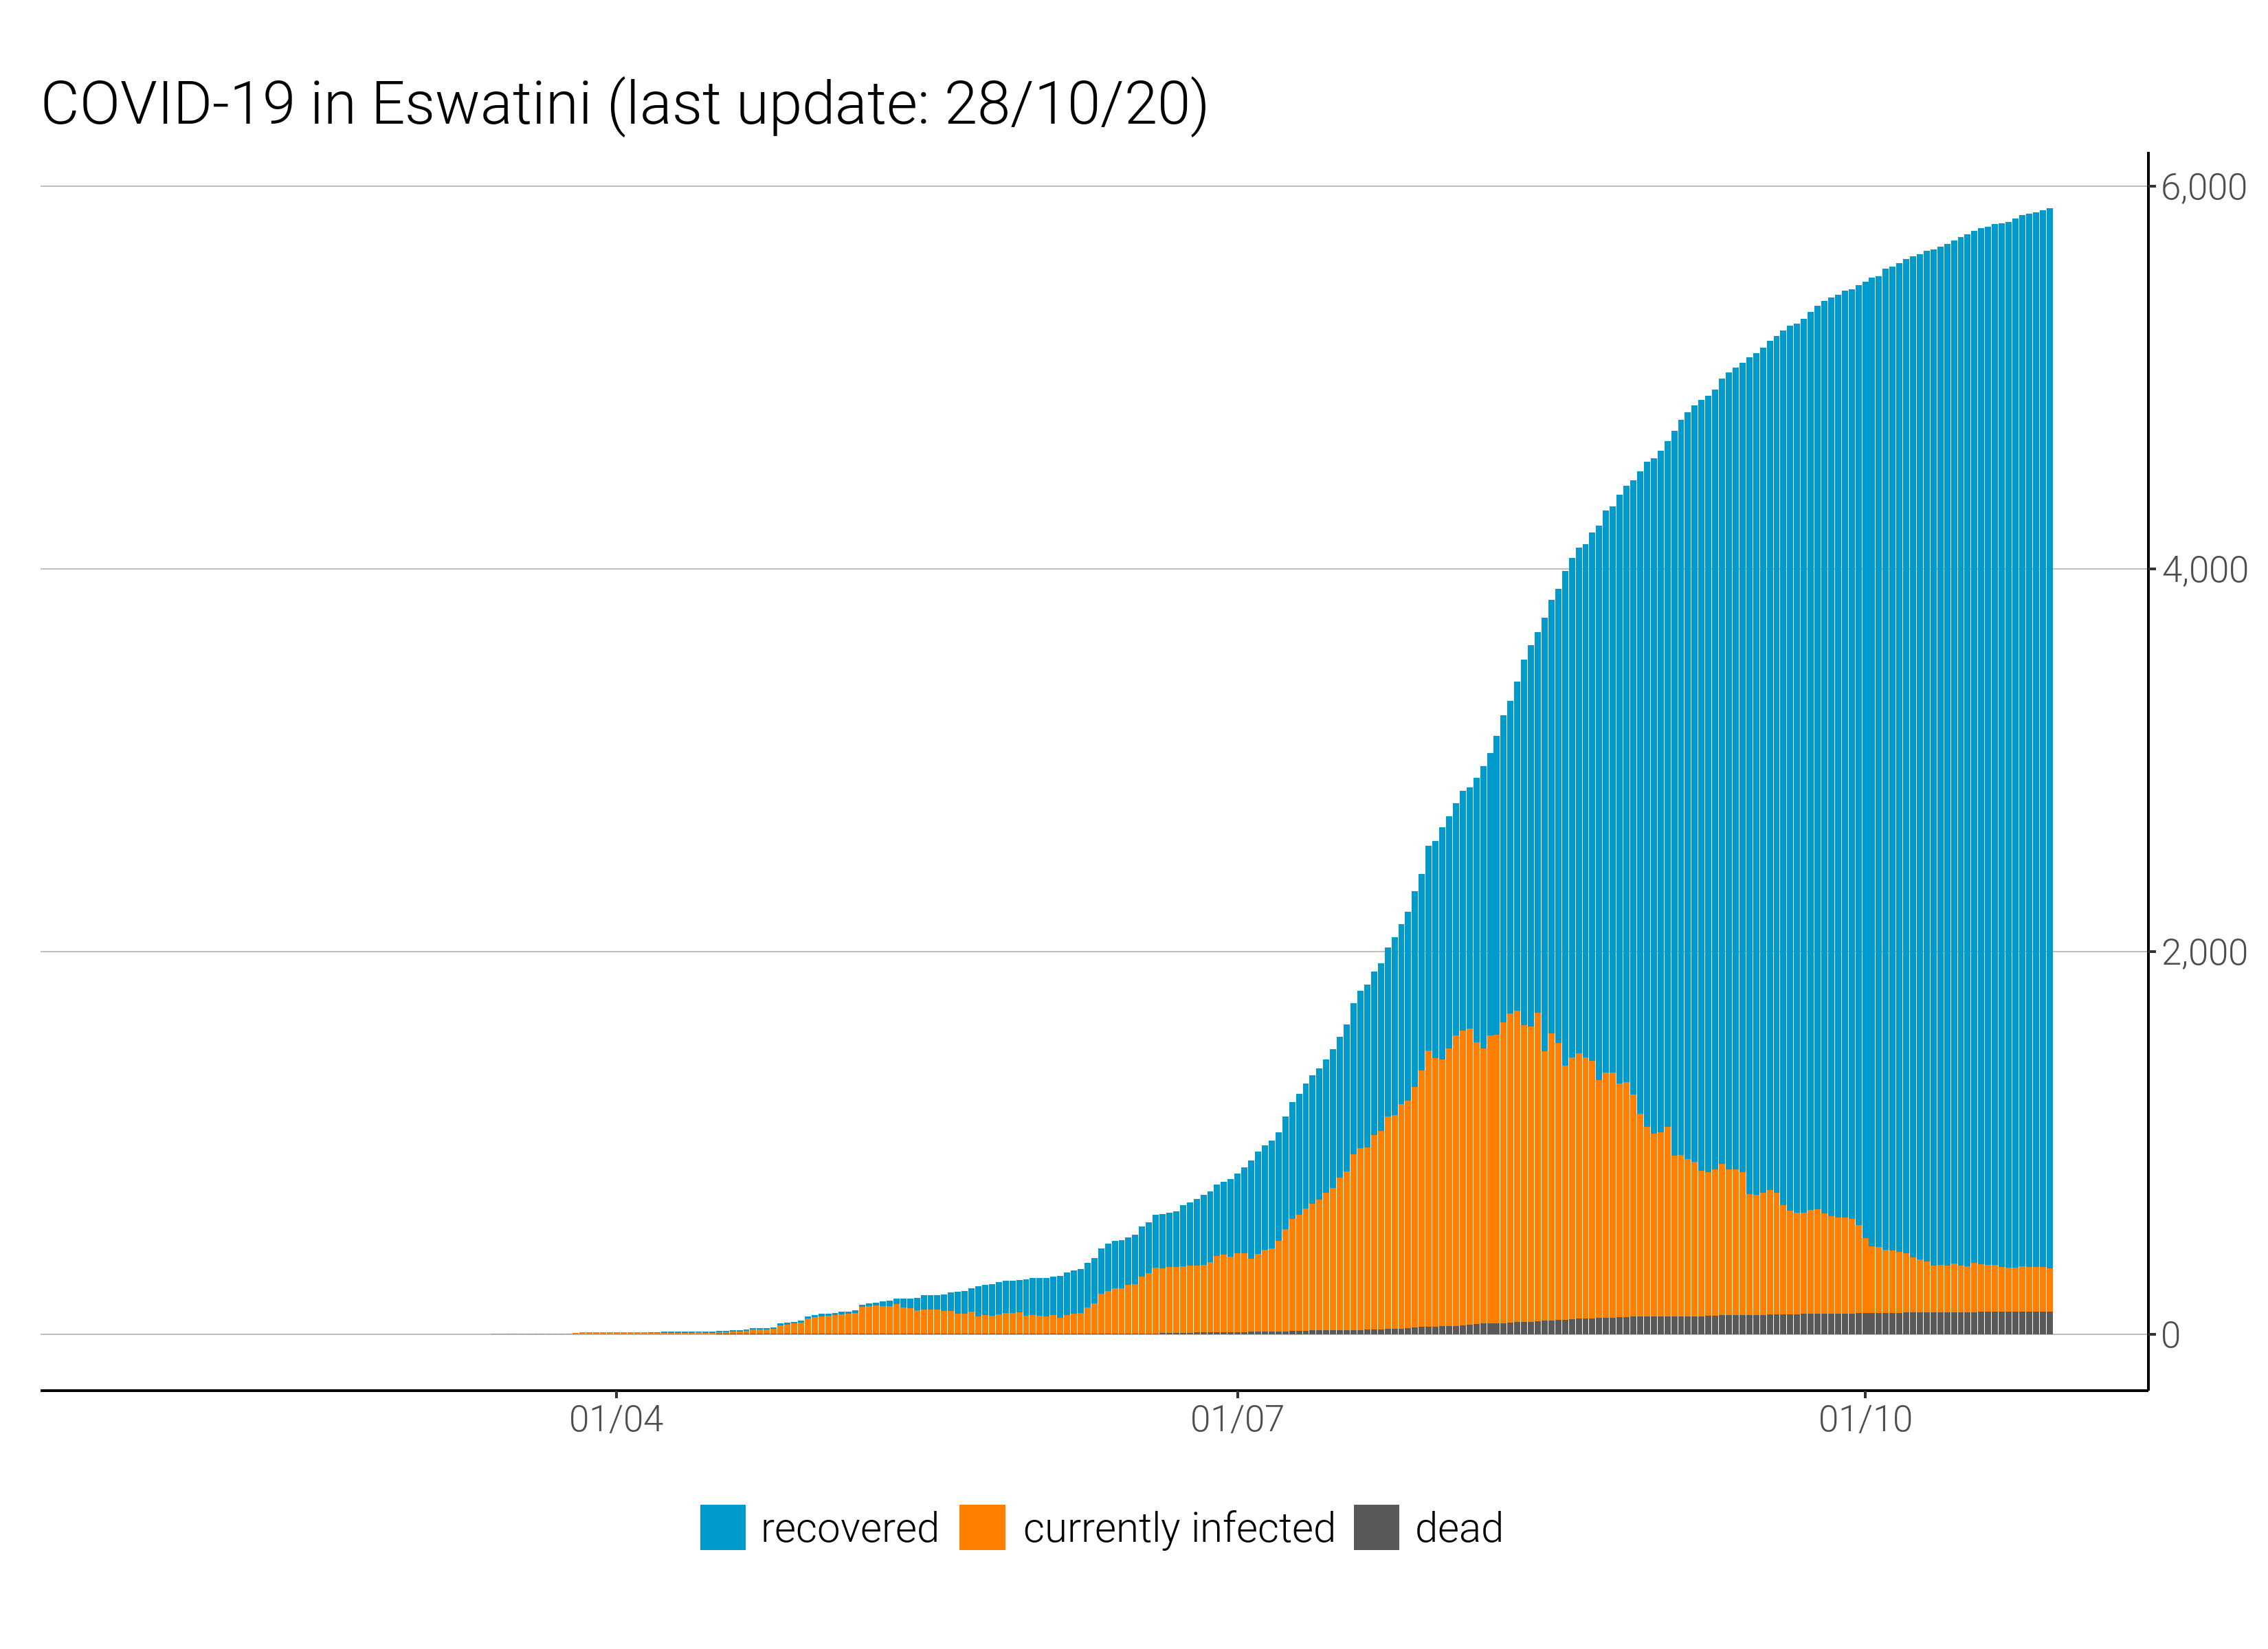 COVID-19 in Eswatini (last update: 28/10/20)
6,000
4,000
2,000
0
01/04 01/07 01/10
recovered currently infected dead